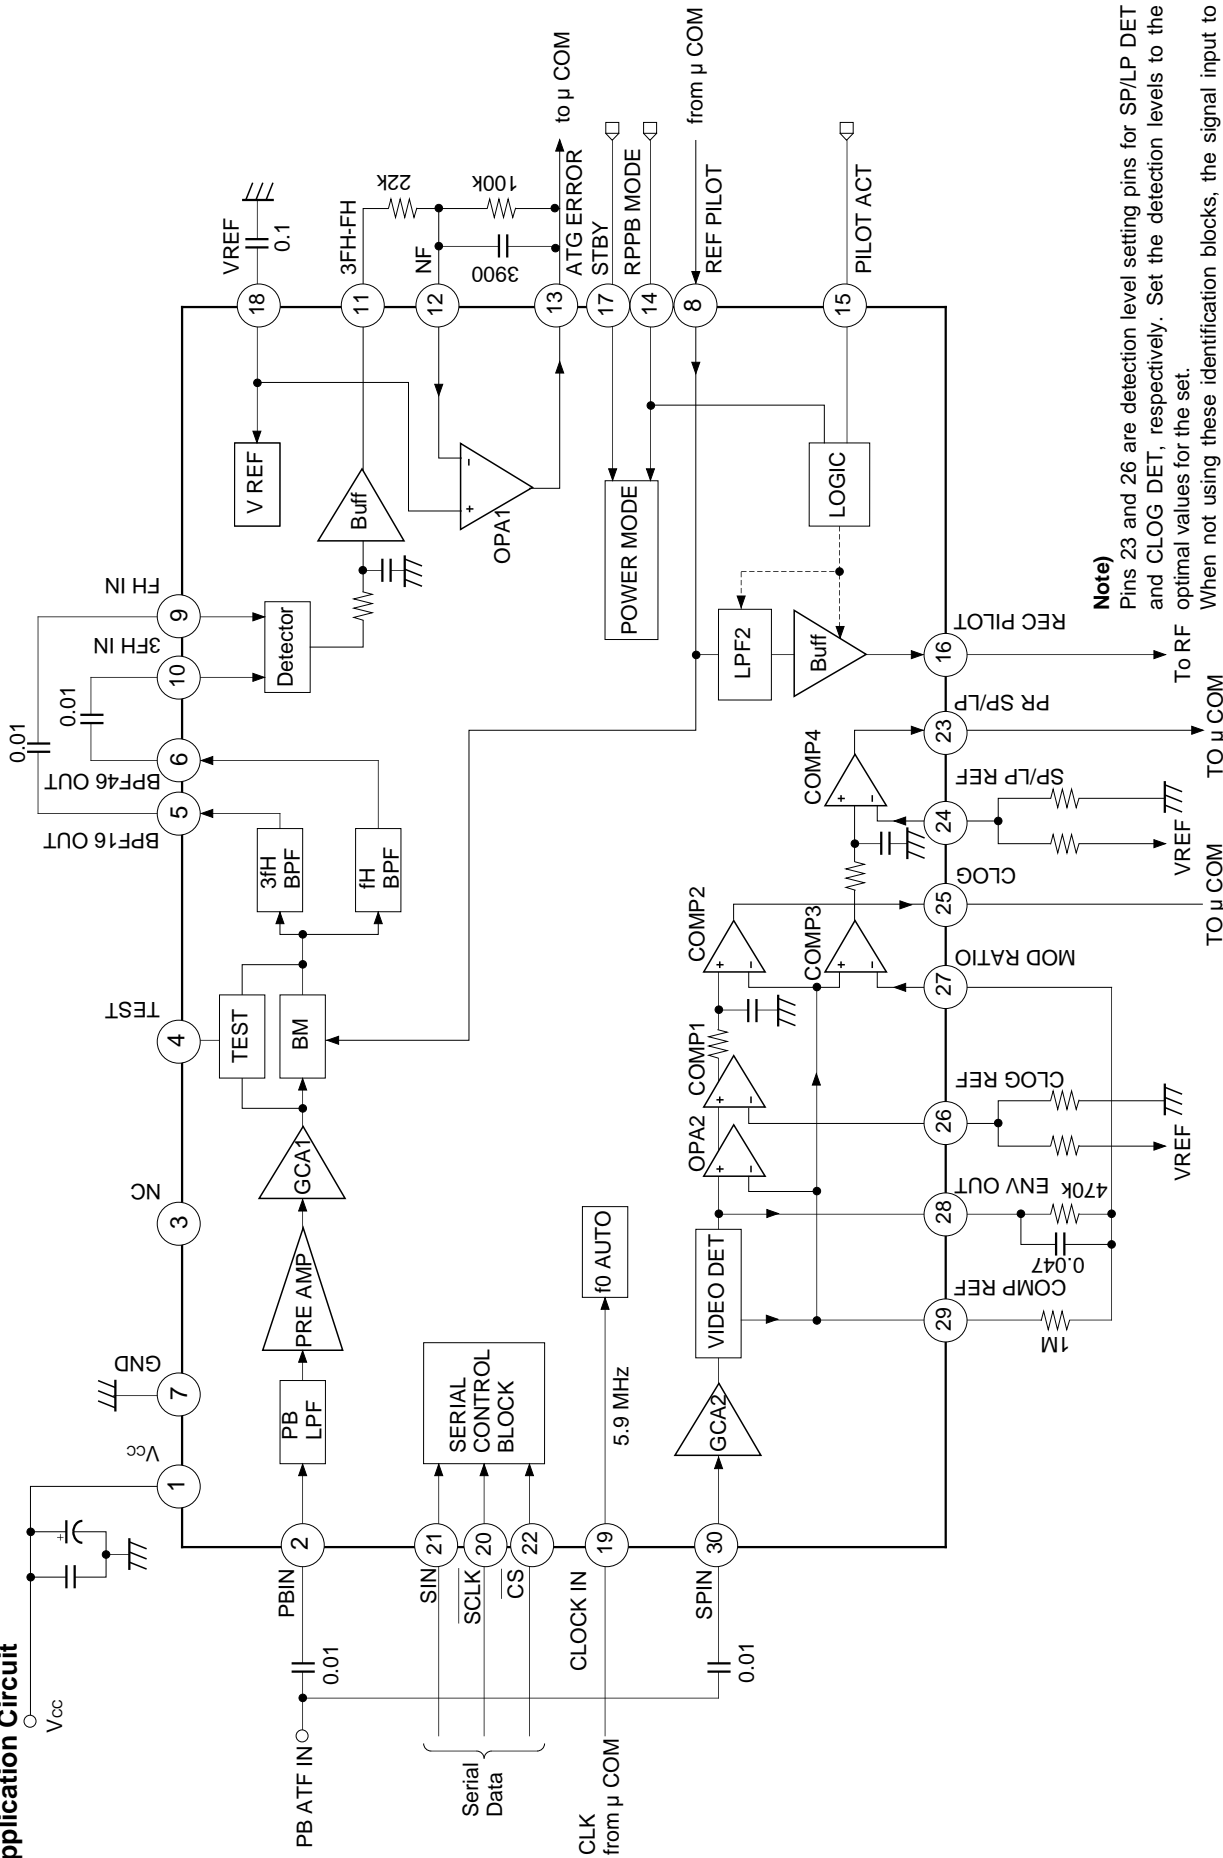 pplication Circuit
Vcc
Vcc
1
GND
7
NC
3
TEST
4
BPF16 OUT
5
BPF46 OUT
6
3FH IN
10
FH IN
9
0.01
0.01
VREF
18
0.1
3FH-FH
11
22k
NF
12
100k
3900
13
ATG ERROR
to μ COM
STBY
17
RPPB MODE
14
REF PILOT
8
from μ COM
PILOT ACT
15
PB ATF IN
0.01
PBIN
2
PB
LPF
PRE AMP
GCA1
TEST
BM
3fH
BPF
fH
BPF
Detector
Buff
V REF
+
-
OPA1
POWER MODE
LOGIC
LPF2
Buff
Serial
Data
SIN
21
SCLK
20
CS
22
SERIAL
CONTROL
BLOCK
CLK
from μ COM
CLOCK IN
19
5.9 MHz
f0 AUTO
0.01
SPIN
30
GCA2
VIDEO DET
OPA2
+
-
COMP1
+
-
COMP2
+
-
COMP3
+
-
COMP4
+
-
29
COMP REF
1M
28
ENV OUT
470k
0.047
26
CLOG REF
VREF
27
MOD RATIO
25
CLOG
TO μ COM
24
SP/LP REF
VREF
23
PR SP/LP
TO μ COM
16
REC PILOT
To RF
Note)
Pins 23 and 26 are detection level setting pins for SP/LP DET
and CLOG DET, respectively. Set the detection levels to the
optimal values for the set.
When not using these identification blocks, the signal input to